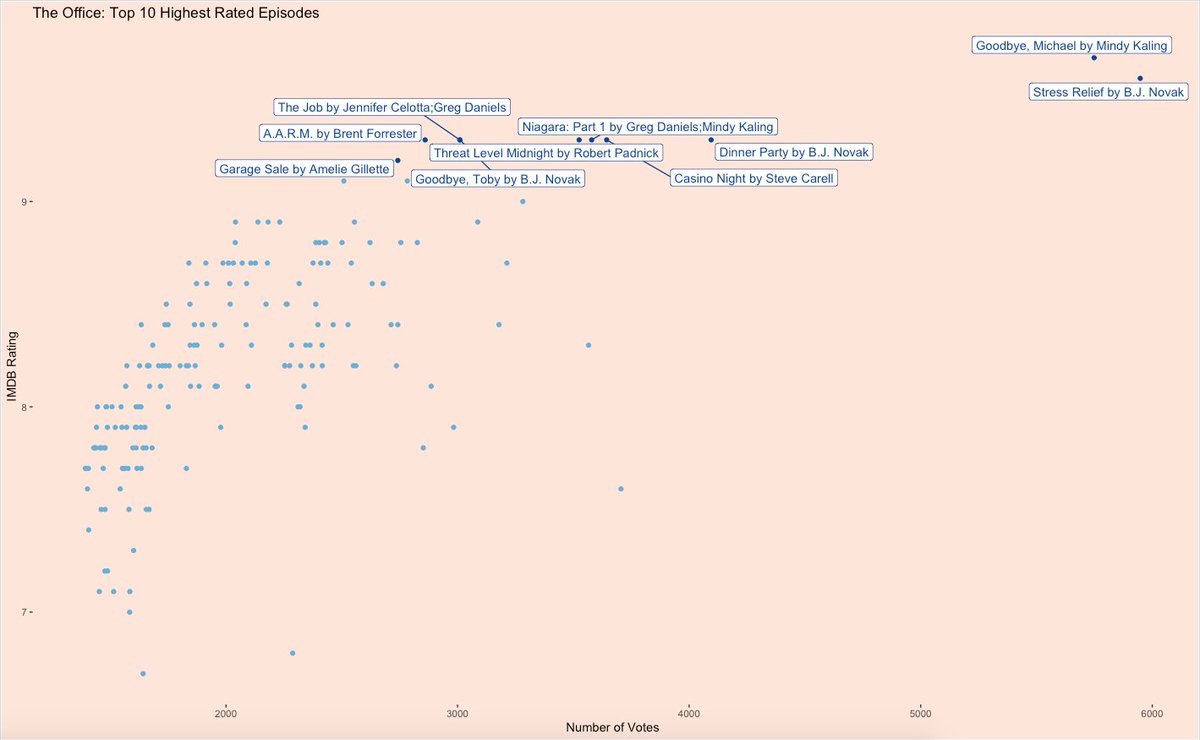 The Office: Top 10 Highest Rated Episodes
Goodbye, Michael by Mindy Kaling
Stress Relief by B.J. Novak
The Job by Jennifer Celotta;Greg Daniels
Niagara: Part 1 by Greg Daniels;Mindy Kaling
A.A.R.M. by Brent Forrester
Threat Level Midnight by Robert Padnick
Dinner Party by B.J. Novak
Garage Sale by Amelie Gillette
Goodbye, Toby by B.J. Novak
Casino Night by Steve Carell
9
8
7
IMDB Rating
2000
3000
4000
5000
6000
Number of Votes